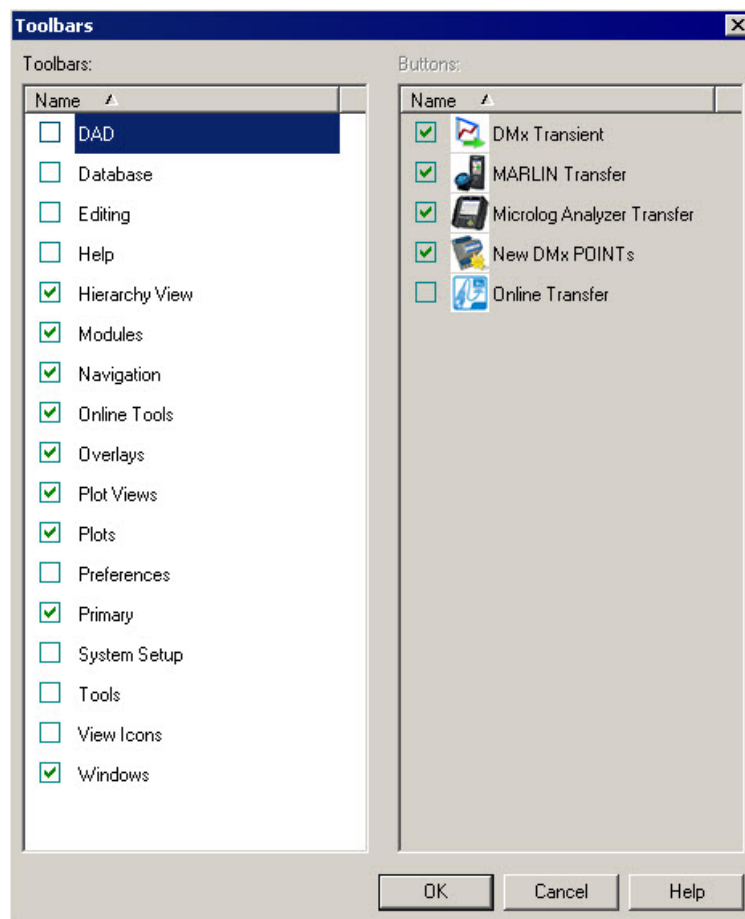 Toolbars
Toolbars:
Name
DAD
Database
Editing
Help
Hierarchy View
Modules
Navigation
Online Tools
Overlays
Plot Views
Plots
Preferences
Primary
System Setup
Tools
View Icons
Windows
Buttons:
Name
DMx Transient
MARLIN Transfer
Microlog Analyzer Transfer
New DMx POINTs
Online Transfer
OK
Cancel
Help